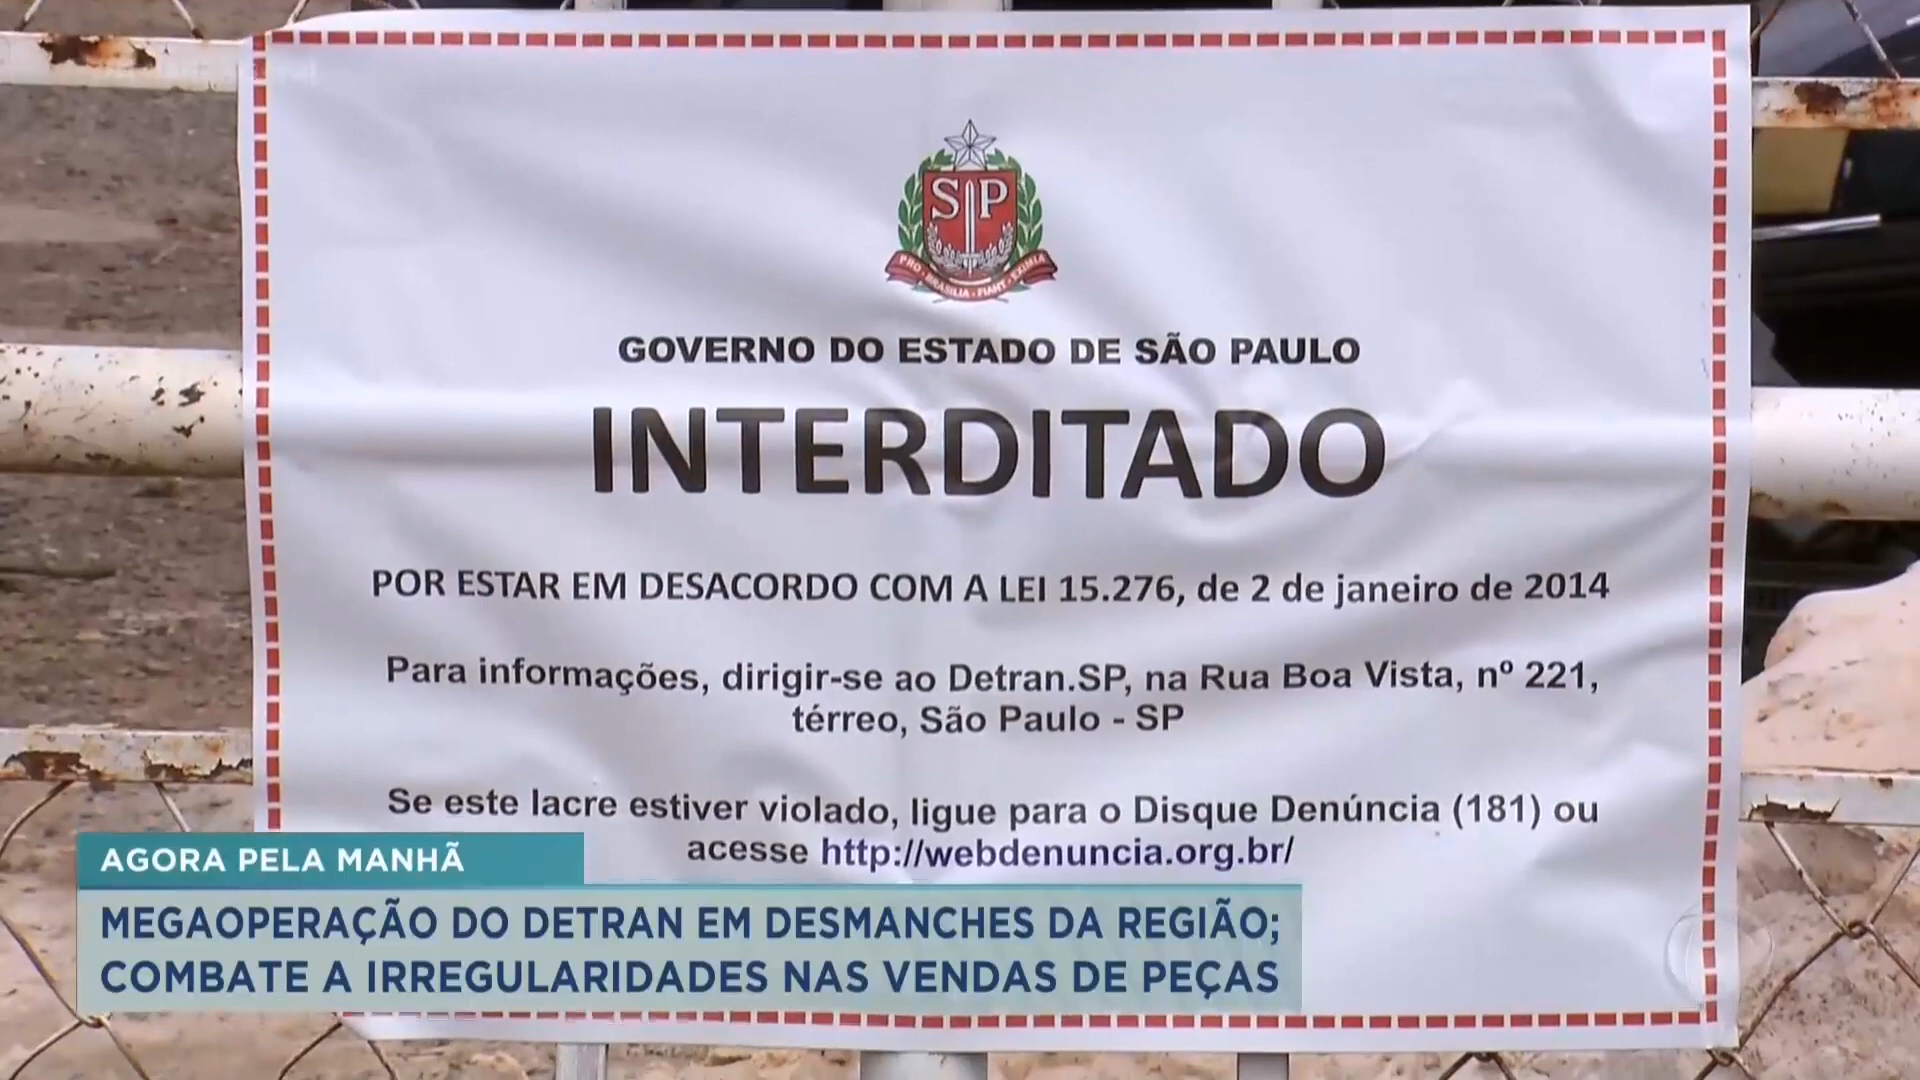 SP
PRO · BRASILIA · FIANT · EXIMIA
GOVERNO DO ESTADO DE SÃO PAULO
INTERDITADO
POR ESTAR EM DESACORDO COM A LEI 15.276, de 2 de janeiro de 2014
Para informações, dirigir-se ao Detran.SP, na Rua Boa Vista, nº 221,
térreo, São Paulo - SP
Se este lacre estiver violado, ligue para o Disque Denúncia (181) ou
acesse http://webdenuncia.org.br/
AGORA PELA MANHÃ
MEGAOPERAÇÃO DO DETRAN EM DESMANCHES DA REGIÃO;
COMBATE A IRREGULARIDADES NAS VENDAS DE PEÇAS